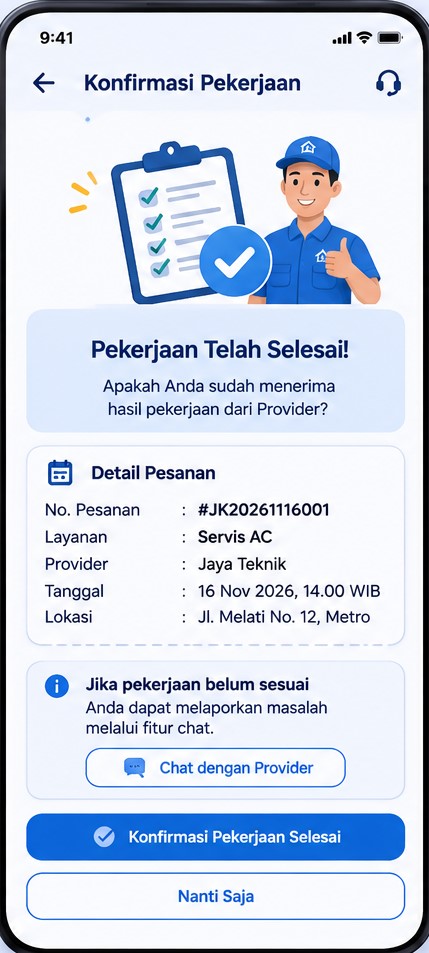 9:41
Konfirmasi Pekerjaan
Pekerjaan Telah Selesai!
Apakah Anda sudah menerima
hasil pekerjaan dari Provider?
Detail Pesanan
No. Pesanan : #JK20261116001
Layanan : Servis AC
Provider : Jaya Teknik
Tanggal : 16 Nov 2026, 14.00 WIB
Lokasi : Jl. Melati No. 12, Metro
Jika pekerjaan belum sesuai
Anda dapat melaporkan masalah
melalui fitur chat.
Chat dengan Provider
Konfirmasi Pekerjaan Selesai
Nanti Saja